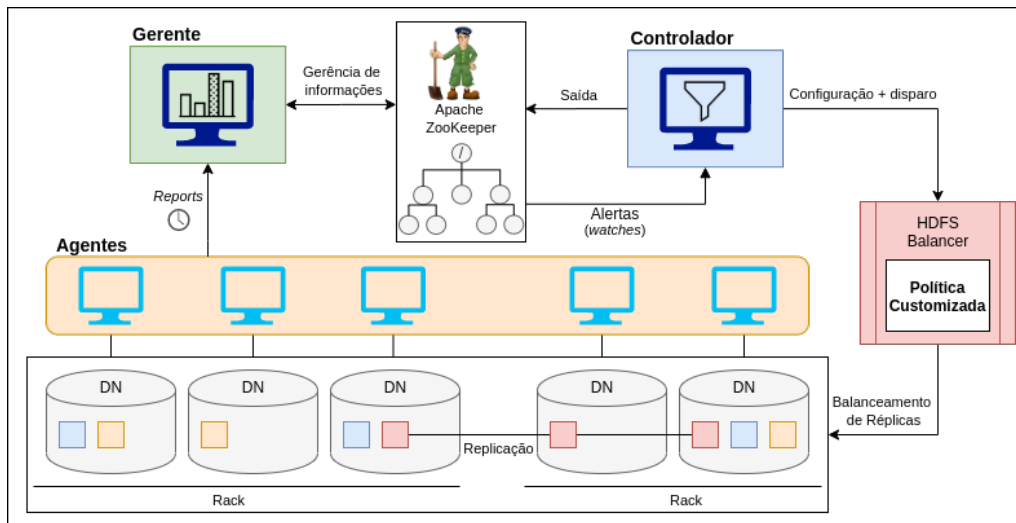 Gerente
Controlador
Gerência de
informações
Apache
ZooKeeper
/
Saída
Configuração + disparo
Alertas
(watches)
Reports
HDFS
Balancer
Política
Customizada
Agentes
DN
DN
DN
DN
DN
Balanceamento
de Réplicas
Replicação
Rack
Rack